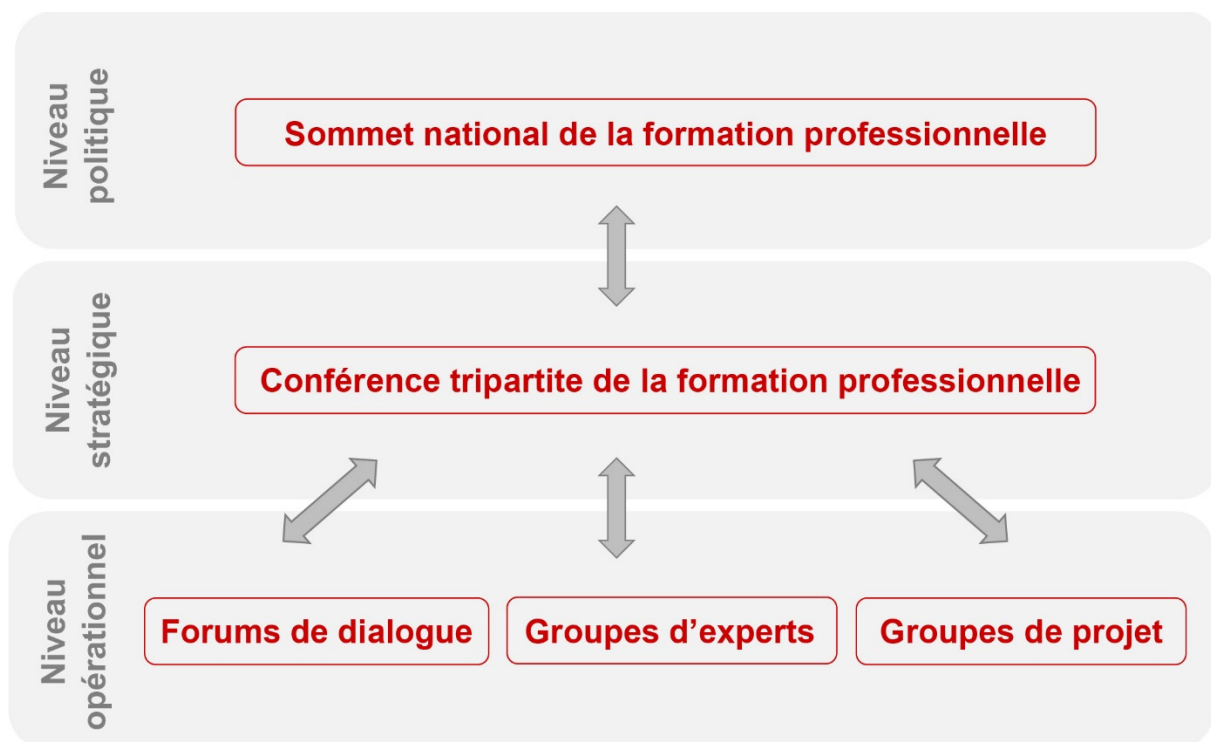 Niveau
politique
Sommet national de la formation professionnelle
Niveau
stratégique
Conférence tripartite de la formation professionnelle
Niveau
opérationnel
Forums de dialogue
Groupes d’experts
Groupes de projet